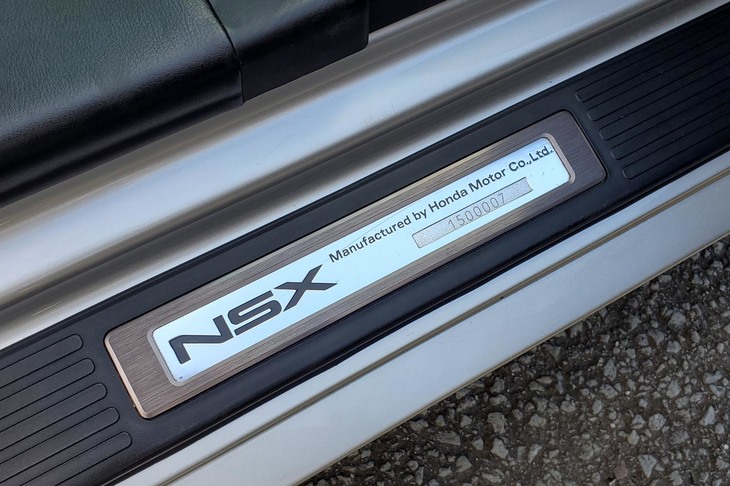 NSX
Manufactured by Honda Motor Co.,Ltd.
1500007